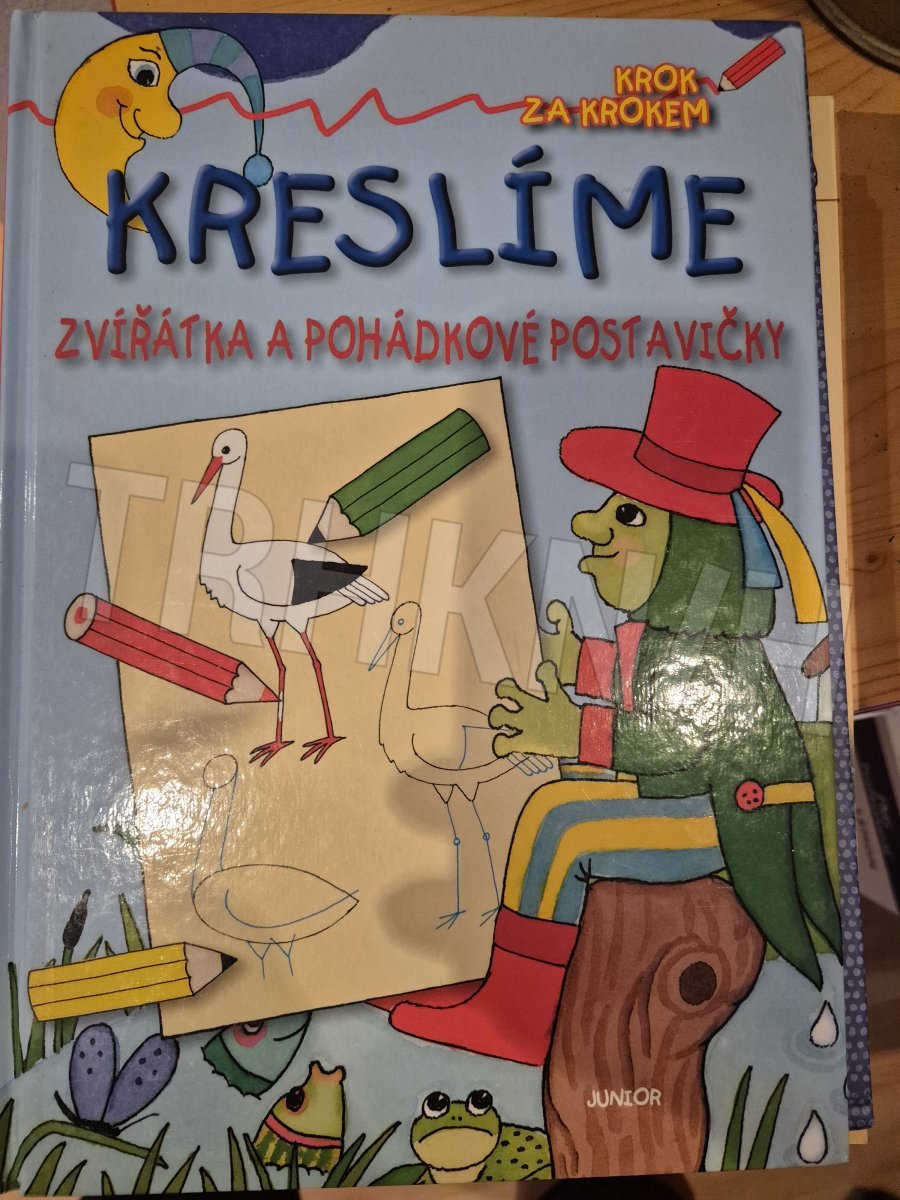 KROK
ZA KROKEM
KRESLÍME
ZVÍŘÁTKA A POHÁDKOVÉ POSTAVIČKY
JUNIOR